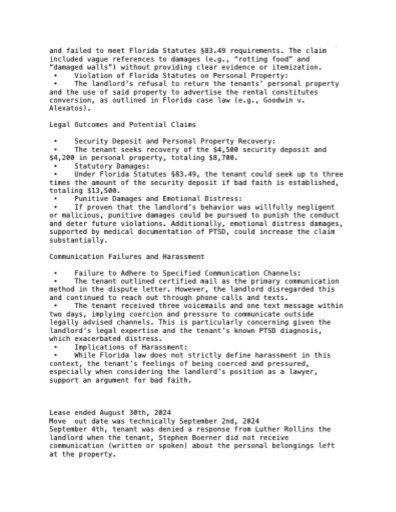 and failed to meet Florida Statutes §83.49 requirements. The claim
included vague references to damages (e.g., "rotting food" and
"damaged walls") without providing clear evidence or itemization.
• Violation of Florida Statutes on Personal Property:
• The landlord's refusal to return the tenants' personal property
and the use of said property to advertise the rental constitutes
conversion, as outlined in Florida case law (e.g., Goodwin v.
Alexatos).
Legal Outcomes and Potential Claims
• Security Deposit and Personal Property Recovery:
• The tenant seeks recovery of the $4,500 security deposit and
$4,200 in personal property, totaling $8,700.
• Statutory Damages:
• Under Florida Statutes §83.49, the tenant could seek up to three
times the amount of the security deposit if bad faith is established,
totaling $13,500.
• Punitive Damages and Emotional Distress:
• If proven that the landlord's behavior was willfully negligent
or malicious, punitive damages could be pursued to punish the conduct
and deter future violations. Additionally, emotional distress damages,
supported by medical documentation of PTSD, could increase the claim
substantially.
Communication Failures and Harassment
• Failure to Adhere to Specified Communication Channels:
• The tenant outlined certified mail as the primary communication
method in the dispute letter. However, the landlord disregarded this
and continued to reach out through phone calls and texts.
• The tenant received three voicemails and one text message within
two days, implying coercion and pressure to communicate outside
legally advised channels. This is particularly concerning given the
landlord's legal expertise and the tenant's known PTSD diagnosis,
which exacerbated distress.
• Implications of Harassment:
• While Florida law does not strictly define harassment in this
context, the tenant's feelings of being coerced and pressured,
especially when considering the landlord's position as a lawyer,
support an argument for bad faith.
Lease ended August 30th, 2024
Move out date was technically September 2nd, 2024
September 4th, tenant was denied a response from Luther Rollins the
landlord when the tenant, Stephen Boerner did not receive
communication (written or spoken) about the personal belongings left
at the property.